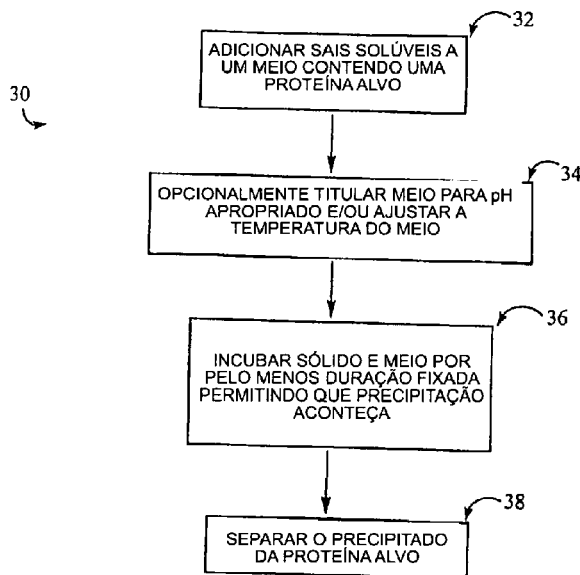 32
ADICIONAR SAIS SOLÚVEIS A
UM MEIO CONTENDO UMA
PROTEÍNA ALVO
30
34
OPCIONALMENTE TITULAR MEIO PARA pH
APROPRIADO E/OU AJUSTAR A
TEMPERATURA DO MEIO
36
INCUBAR SÓLIDO E MEIO POR
PELO MENOS DURAÇÃO FIXADA
PERMITINDO QUE PRECIPITAÇÃO
ACONTEÇA
38
SEPARAR O PRECIPITADO
DA PROTEÍNA ALVO